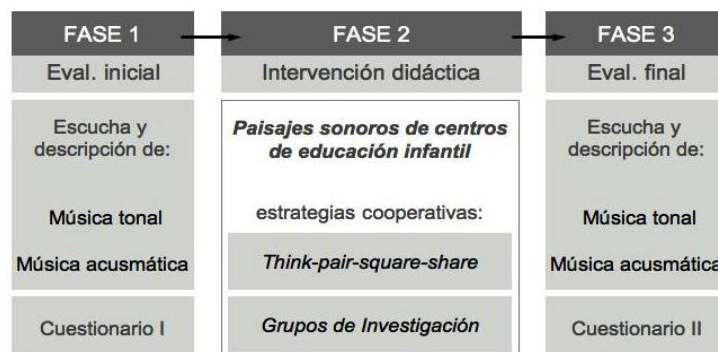 FASE 1
Eval. inicial
Escucha y
descripción de:
Música tonal
Música acusmática
Cuestionario I
FASE 2
Intervención didáctica
Paisajes sonoros de centros
de educación infantil
estrategias cooperativas:
Think-pair-square-share
Grupos de Investigación
FASE 3
Eval. final
Escucha y
descripción de:
Música tonal
Música acusmática
Cuestionario II